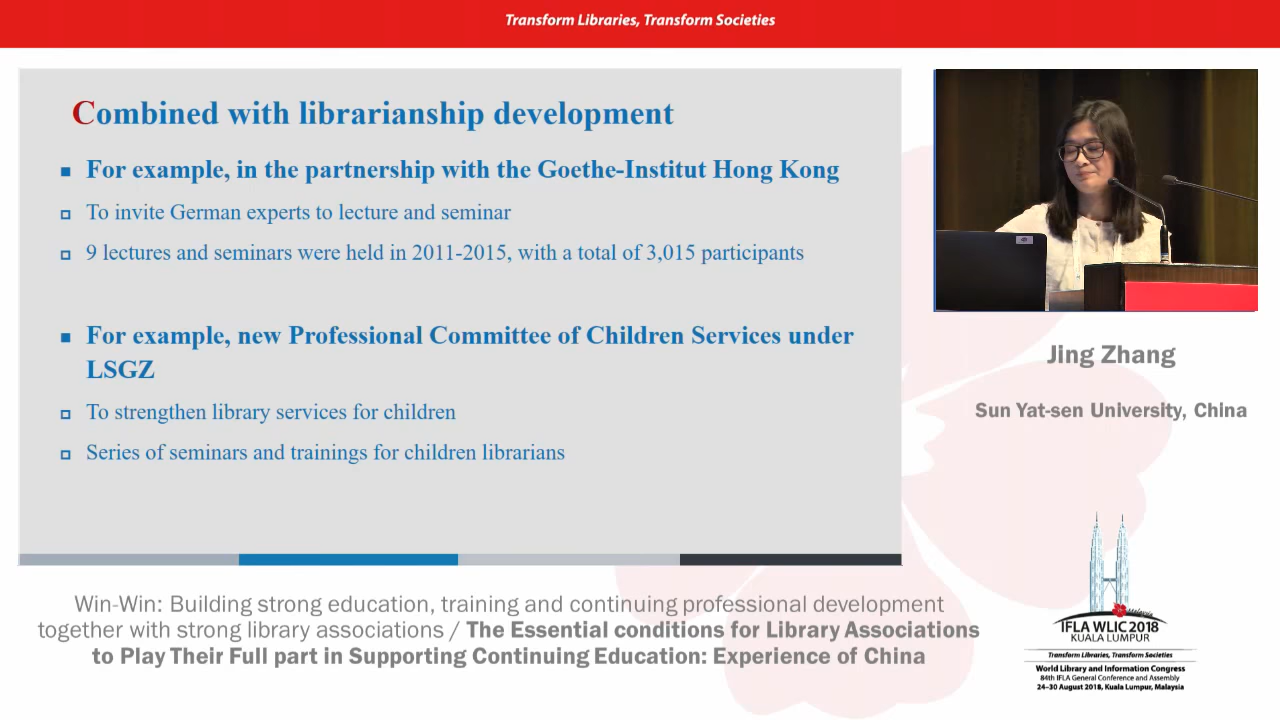 Transform Libraries, Transform Societies
Combined with librarianship development
For example, in the partnership with the Goethe-Institut Hong Kong
To invite German experts to lecture and seminar
9 lectures and seminars were held in 2011-2015, with a total of 3,015 participants
For example, new Professional Committee of Children Services under
LSGZ
To strengthen library services for children
Series of seminars and trainings for children librarians
Jing Zhang
Sun Yat-sen University, China
Win-Win: Building strong education, training and continuing professional development
together with strong library associations / The Essential conditions for Library Associations
to Play Their Full part in Supporting Continuing Education: Experience of China
Malaysia
IFLA WLIC 2018
KUALA LUMPUR
Transform Libraries, Transform Societies
World Library and Information Congress
84th IFLA General Conference and Assembly
24–30 August 2018, Kuala Lumpur, Malaysia